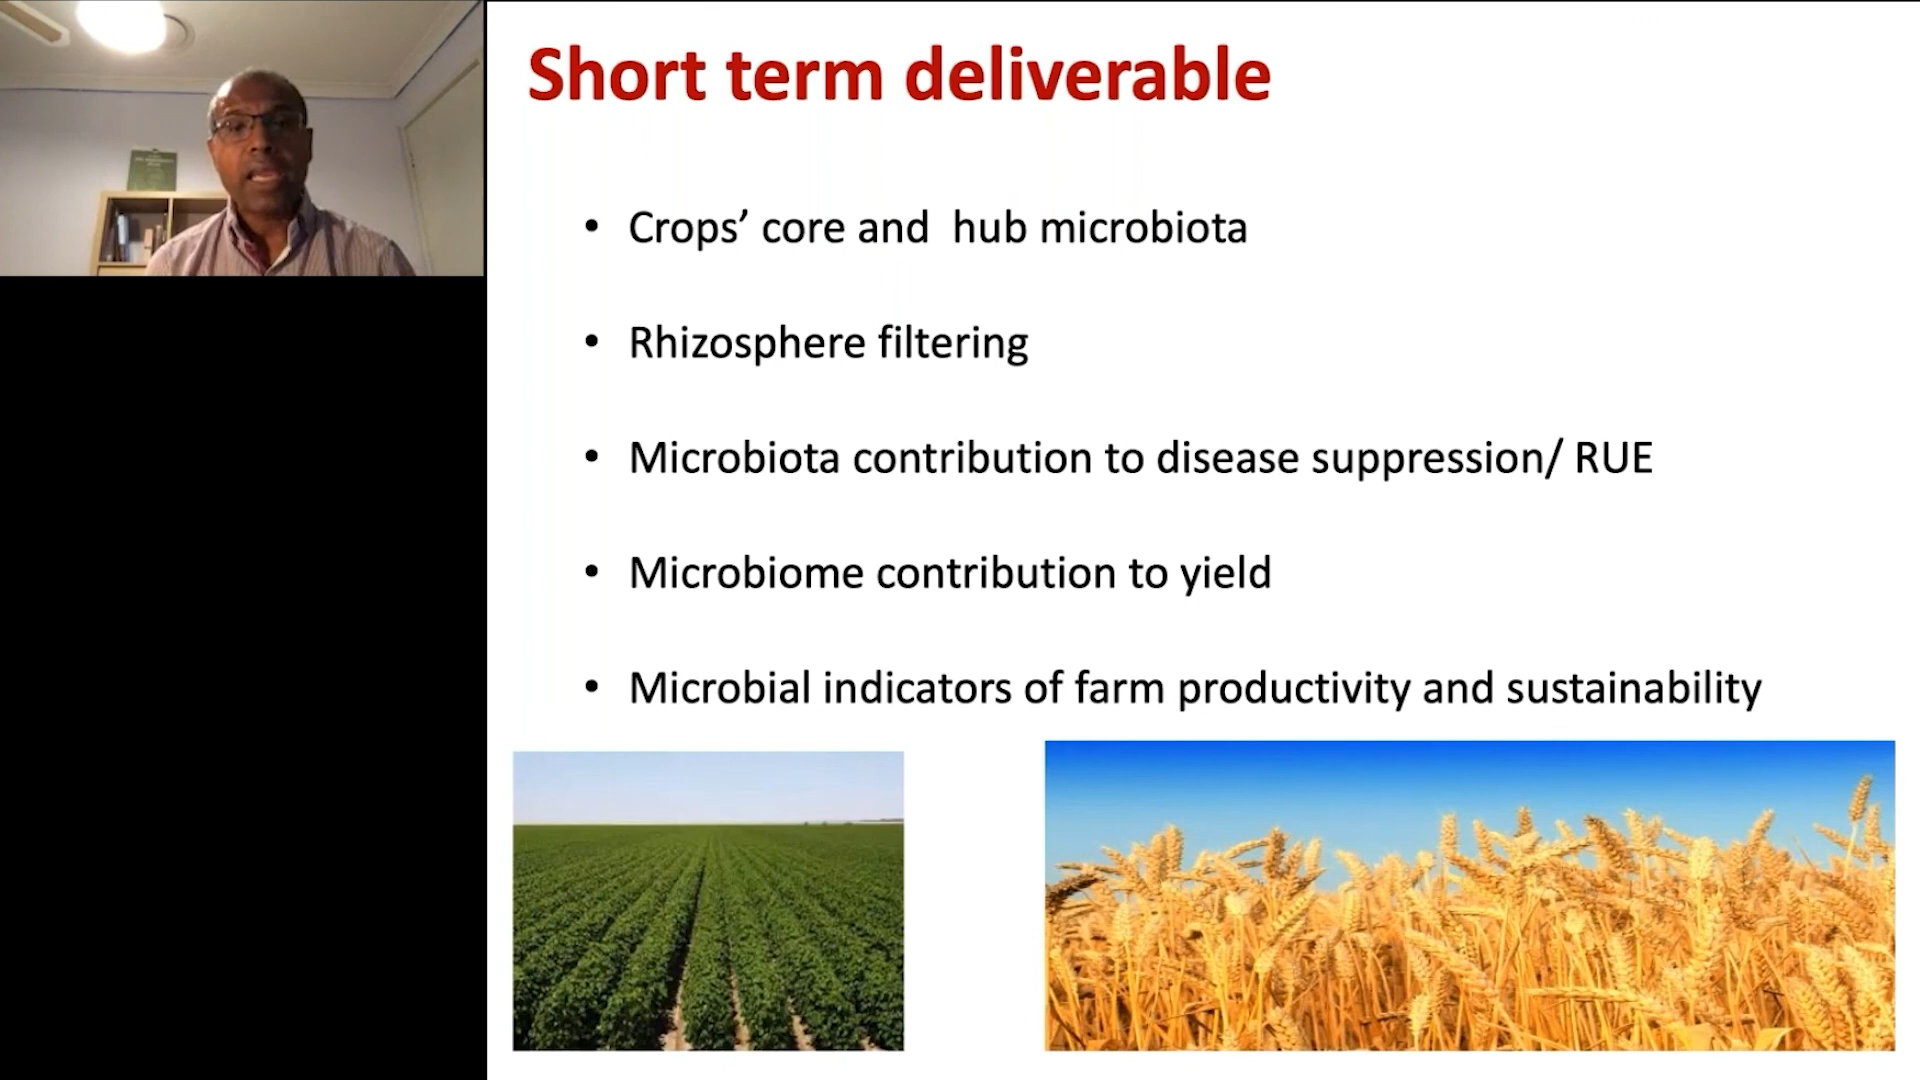 Short term deliverable
• Crops’ core and  hub microbiota
• Rhizosphere filtering
• Microbiota contribution to disease suppression/ RUE
• Microbiome contribution to yield
• Microbial indicators of farm productivity and sustainability